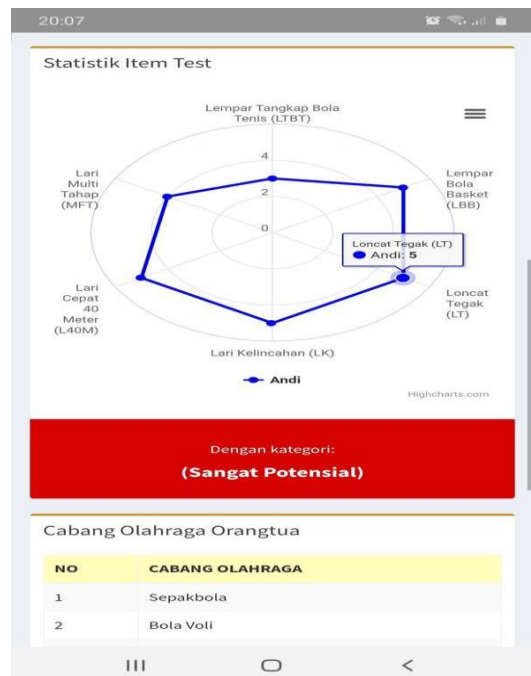 20:07
Statistik Item Test
Lempar Tangkap Bola
Tenis (LTBT)
4
2
0
Lari
Multi
Tahap
(MFT)
Lempar
Bola
Basket
(LBB)
Loncat Tegak (LT)
Andi: 5
Lari
Cepat
40
Meter
(L40M)
Loncat
Tegak
(LT)
Lari Kelincahan (LK)
Andi
Highcharts.com
Dengan kategori:
(Sangat Potensial)
Cabang Olahraga Orangtua
NO CABANG OLAHRAGA
1 Sepakbola
2 Bola Voli